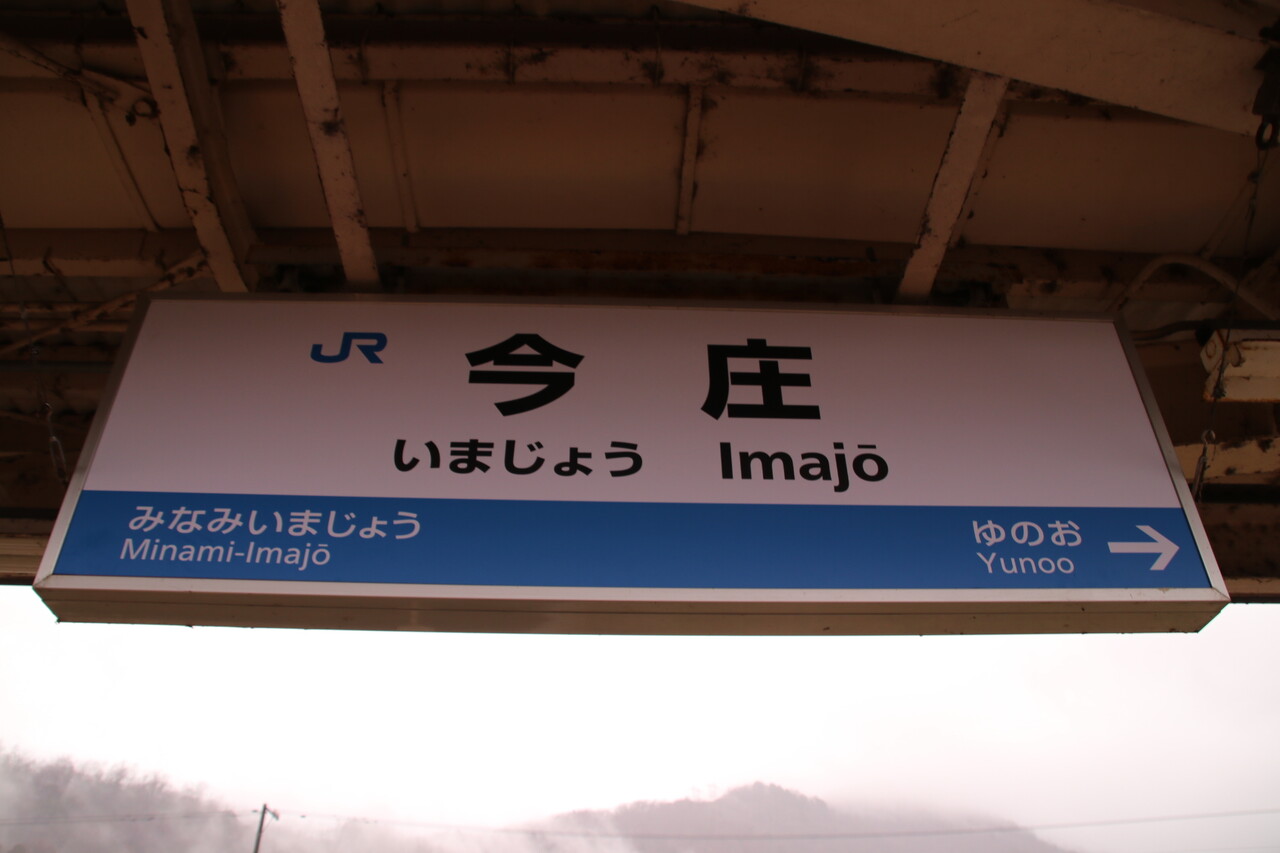 JR 今庄
いまじょう Imajō
みなみいまじょう
Minami-Imajō
ゆのお
Yunoo
→